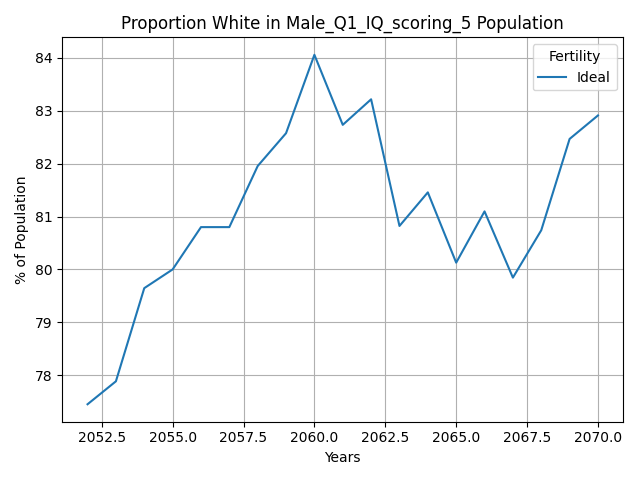 Proportion White in Male_Q1_IQ_scoring_5 Population
Fertility
Ideal
% of Population
84
83
82
81
80
79
78
2052.5 2055.0 2057.5 2060.0 2062.5 2065.0 2067.5 2070.0
Years